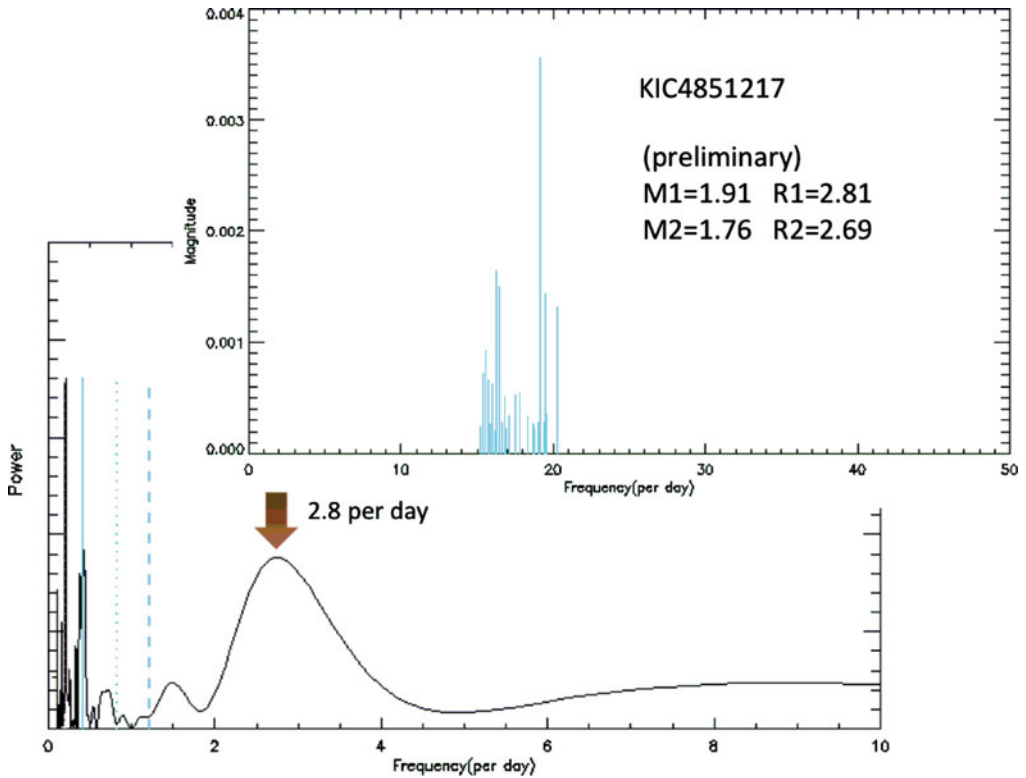 0.004
0.003
0.002
0.001
0.000
Magnitude
0 10 20 30 40 50
Frequency(per day)
KIC4851217
(preliminary)
M1=1.91 R1=2.81
M2=1.76 R2=2.69
Power
2.8 per day
0 2 4 6 8 10
Frequency(per day)